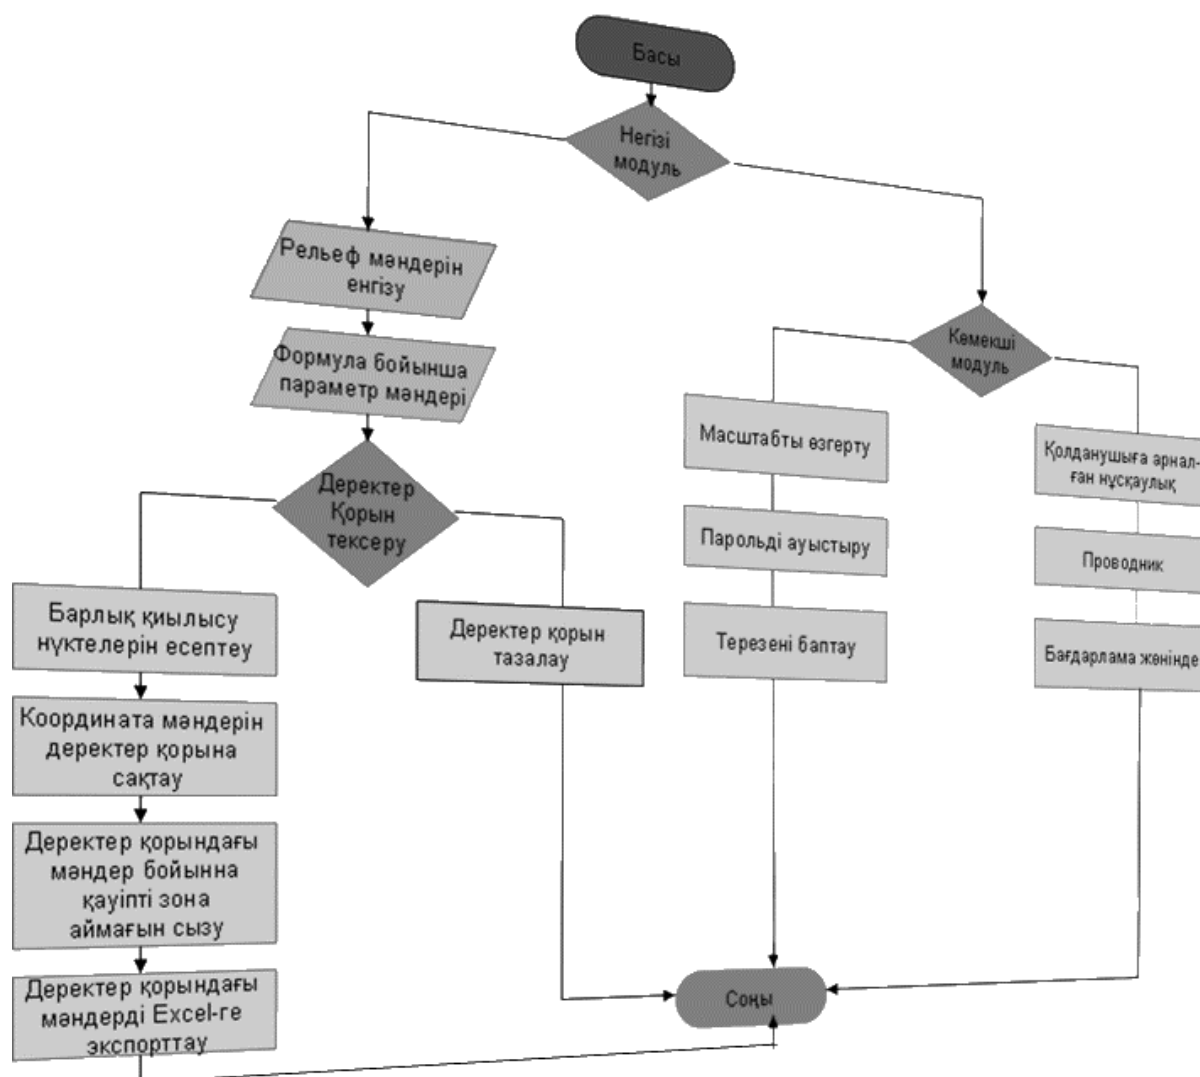 Басы
Негізі
модуль
Рельеф мәндерін
енгізу
Формула бойынша
параметр мәндері
Деректер
Қорын
тексеру
Барлық қиылысу
нүктелерін есептеу
Координата мәндерін
деректер қорына
сақтау
Деректер қорындағы
мәндер бойынна
қауіпті зона
аймағын сызу
Деректер қорындағы
мәндерді Excel-ге
экспорттау
Деректер қорын
тазалау
Көмекші
модуль
Масштабты өзгерту
Парольді ауыстыру
Терезені баптау
Қолданушыға арнал-
ған нұсқаулық
Проводник
Бағдарлама жөнінде
Соңы